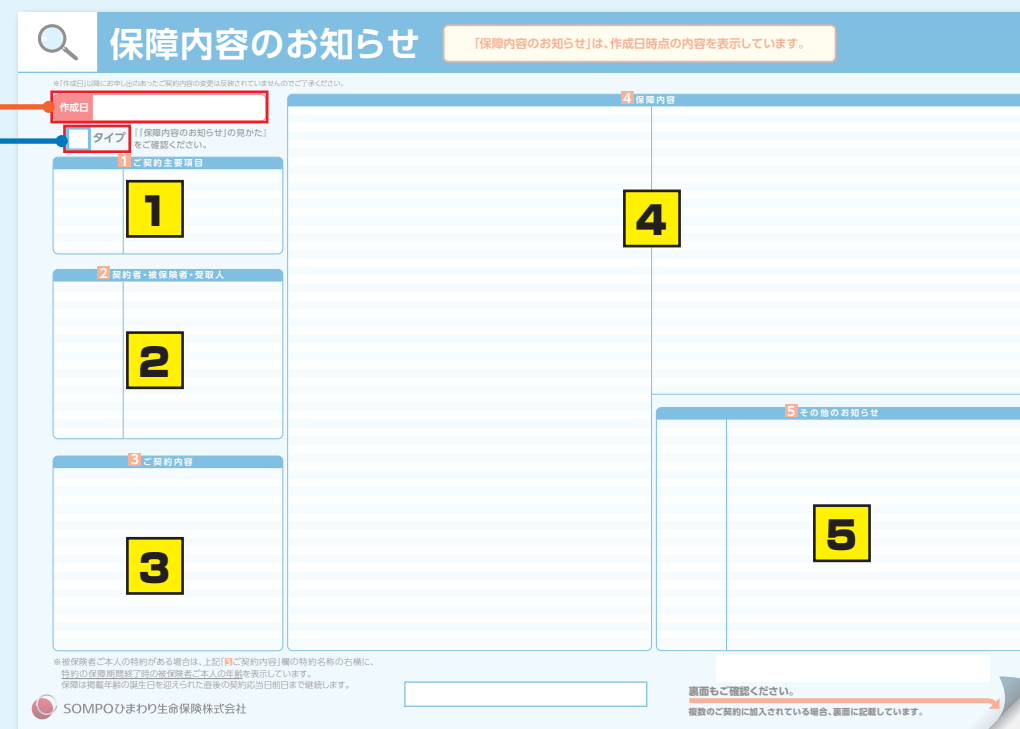 保障内容のお知らせ
「保障内容のお知らせ」は、作成日時点の内容を表示しています。
※「作成日」以降にお申し出のあったご契約内容の変更は反映されていませんのでご了承ください。
作成日
タイプ
「「保障内容のお知らせ」の見かた」
をご確認ください。
1 ご契約主要項目
1
2 契約者・被保険者・受取人
2
3 ご契約内容
3
4 保障内容
4
5 その他のお知らせ
5
※被保険者ご本人の特約がある場合は、上記「3ご契約内容」欄の特約名称の右横に、
特約の保障期間終了時の被保険者ご本人の年齢を表示しています。
保障は掲載年齢の誕生日を迎えられた直後の契約応当日前日まで継続します。
SOMPOひまわり生命保険株式会社
裏面もご確認ください。
複数のご契約に加入されている場合、裏面に記載しています。